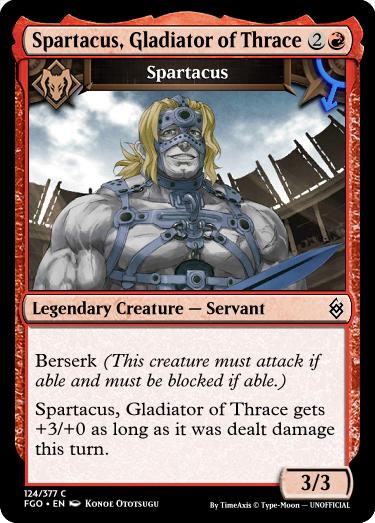 Spartacus, Gladiator of Thrace 2
Spartacus
Legendary Creature — Servant
Berserk (This creature must attack if
able and must be blocked if able.)
Spartacus, Gladiator of Thrace gets
+3/+0 as long as it was dealt damage
this turn.
3/3
124/377 C
FGO • EN Konoe Ototsugu
By TimeAxis © Type-Moon — UNOFFICIAL